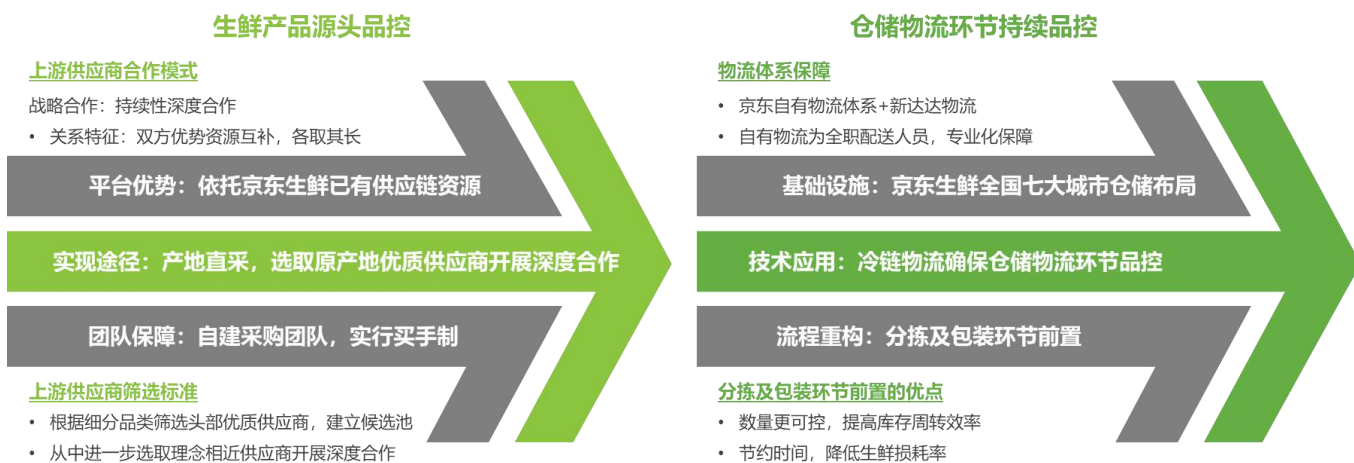 生鲜产品源头品控
上游供应商合作模式
战略合作：持续性深度合作
• 关系特征：双方优势资源互补，各取其长
平台优势：依托京东生鲜已有供应链资源
实现途径：产地直采，选取原产地优质供应商开展深度合作
团队保障：自建采购团队，实行买手制
上游供应商筛选标准
• 根据细分品类筛选头部优质供应商，建立候选池
• 从中进一步选取理念相近供应商开展深度合作
仓储物流环节持续品控
物流体系保障
• 京东自有物流体系+新达达物流
• 自有物流为全职配送人员，专业化保障
基础设施：京东生鲜全国七大城市仓储布局
技术应用：冷链物流确保仓储物流环节品控
流程重构：分拣及包装环节前置
分拣及包装环节前置的优点
• 数量更可控，提高库存周转效率
• 节约时间，降低生鲜损耗率